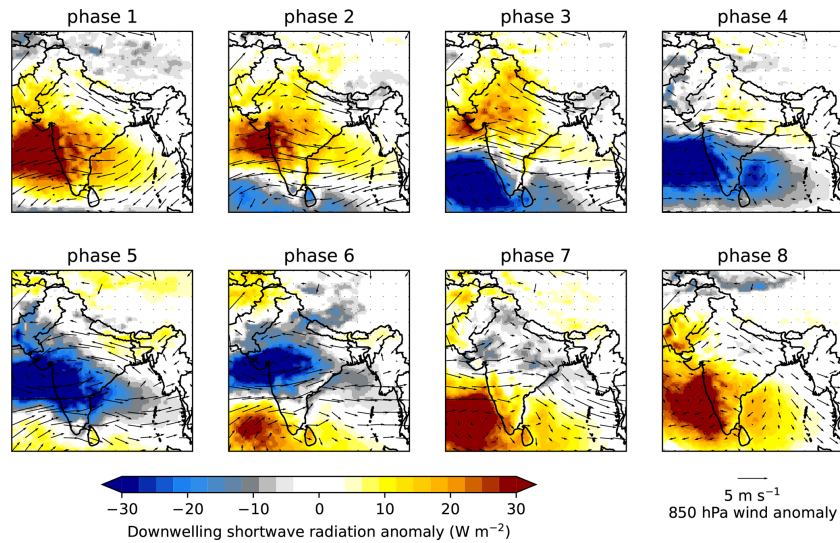 phase 1
phase 2
phase 3
phase 4
phase 5
phase 6
phase 7
phase 8
−30 −20 −10 0 10 20 30
Downwelling shortwave radiation anomaly (W m⁻²)
5 m s⁻¹
850 hPa wind anomaly